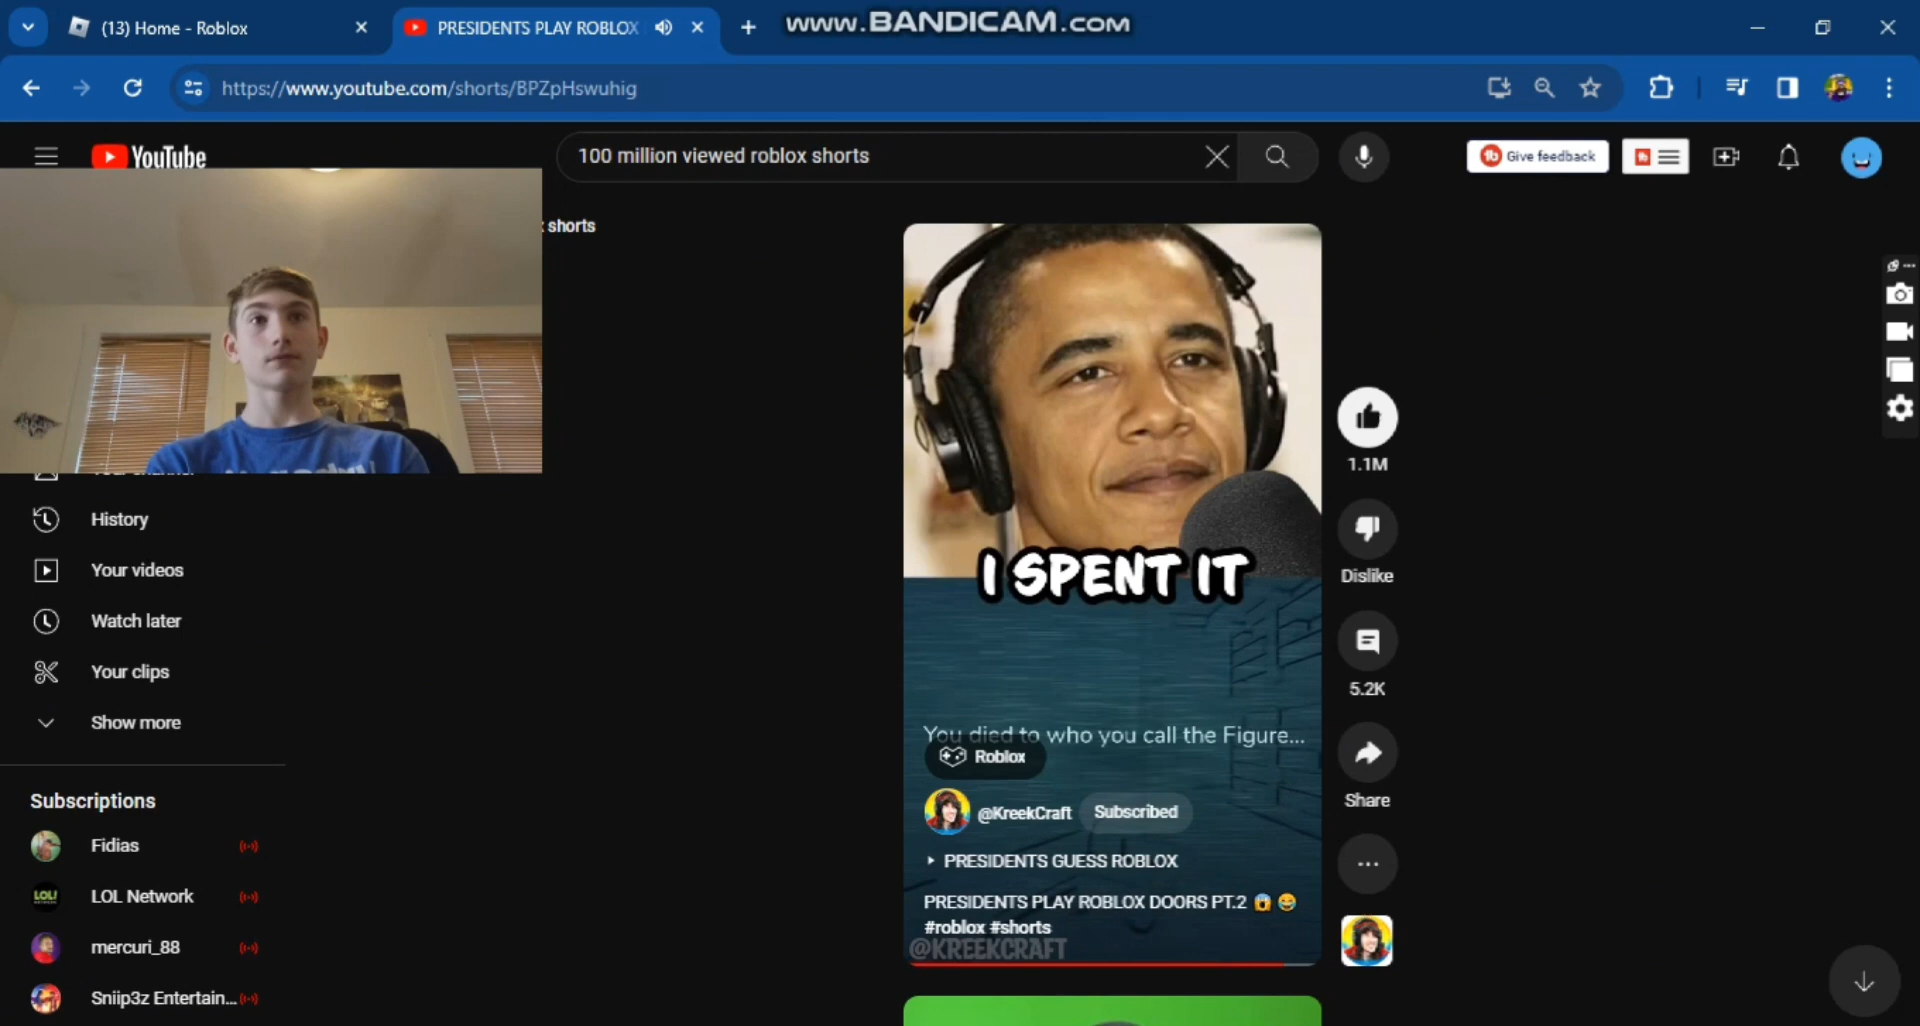 (13) Home - Roblox
PRESIDENTS PLAY ROBLOX
www.BANDICAM.com
https://www.youtube.com/shorts/BPZpHswuhig
YouTube
100 million viewed roblox shorts
Give feedback
shorts
I SPENT IT
1.1M
Dislike
5.2K
Share
History
Your videos
Watch later
Your clips
Show more
Subscriptions
Fidias
LOL Network
mercuri_88
Sniip3z Entertain...
You died to who you call the Figure...
Roblox
@KreekCraft
Subscribed
PRESIDENTS GUESS ROBLOX
PRESIDENTS PLAY ROBLOX DOORS PT.2 😱 😂
#roblox #shorts
@KREEKCRAFT